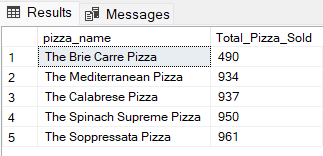 Results Messages
pizza_name Total_Pizza_Sold
1 The Brie Carre Pizza 490
2 The Mediterranean Pizza 934
3 The Calabrese Pizza 937
4 The Spinach Supreme Pizza 950
5 The Soppressata Pizza 961